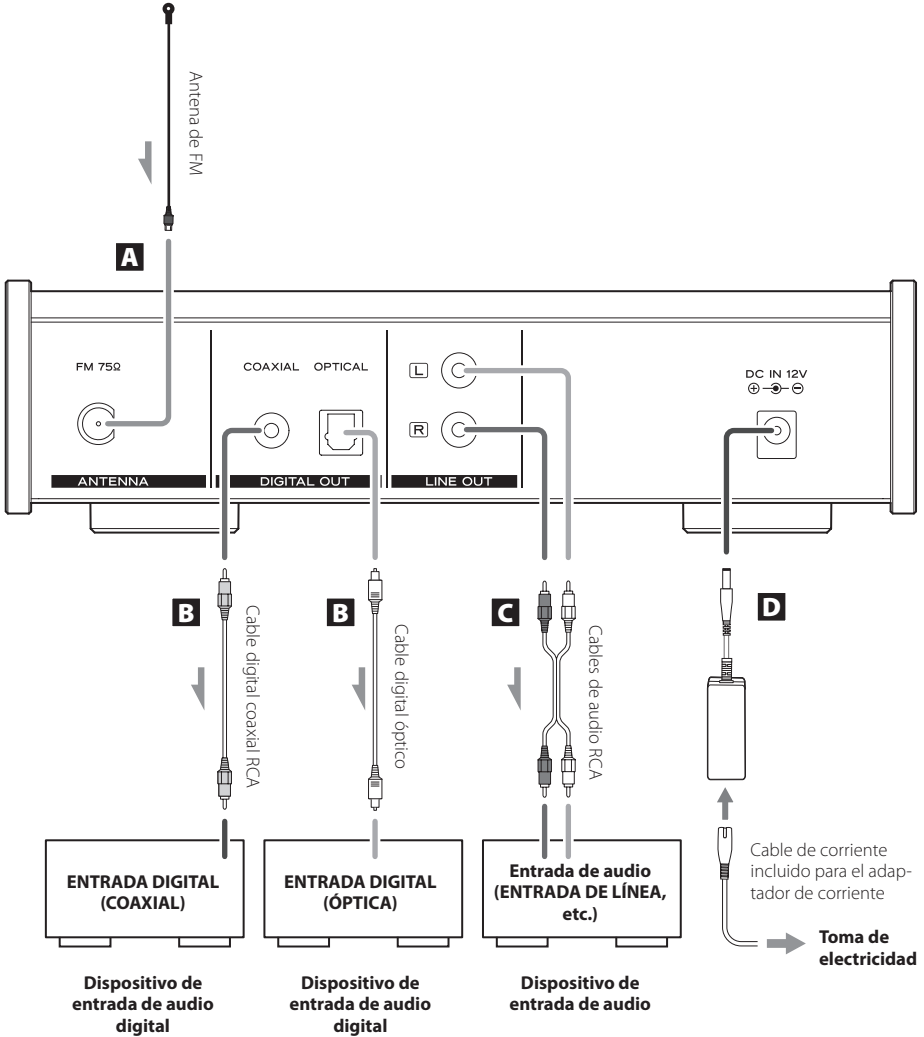 Antena de FM
A
FM 75Ω
COAXIAL OPTICAL
L
R
DC IN 12V
⊕ ⊖
ANTENNA
DIGITAL OUT
LINE OUT
B
Cable digital coaxial RCA
B
Cable digital óptico
C
Cables de audio RCA
D
ENTRADA DIGITAL
(COAXIAL)
Dispositivo de
entrada de audio
digital
ENTRADA DIGITAL
(ÓPTICA)
Dispositivo de
entrada de audio
digital
Entrada de audio
(ENTRADA DE LÍNEA,
etc.)
Dispositivo de
entrada de audio
Cable de corriente
incluido para el adap-
tador de corriente
Toma de
electricidad